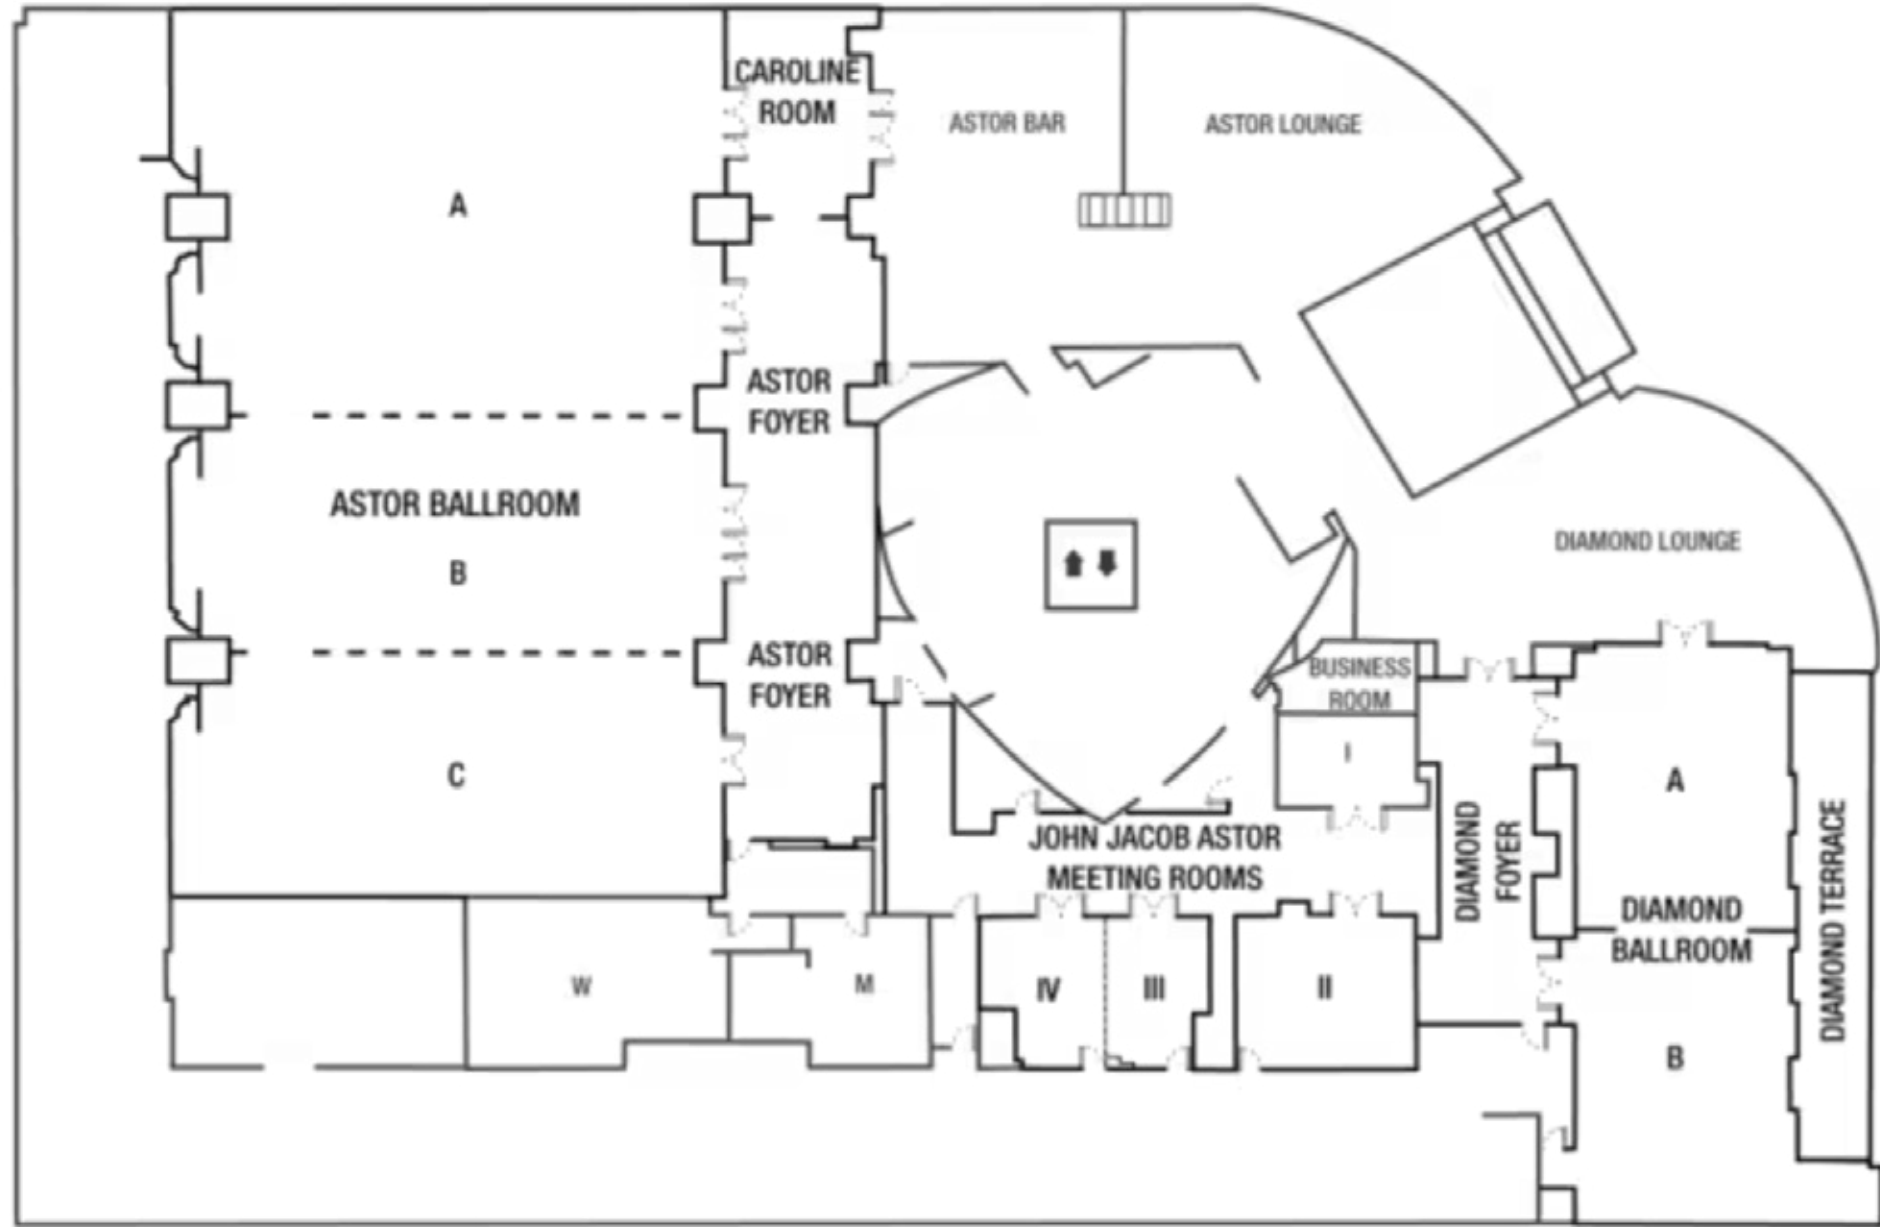 CAROLINE
ROOM
ASTOR BAR
ASTOR LOUNGE
A
ASTOR
FOYER
ASTOR BALLROOM
B
DIAMOND LOUNGE
ASTOR
FOYER
BUSINESS
ROOM
I
C
A
JOHN JACOB ASTOR
MEETING ROOMS
DIAMOND
FOYER
DIAMOND
BALLROOM
DIAMOND TERRACE
W
M
IV
III
II
B